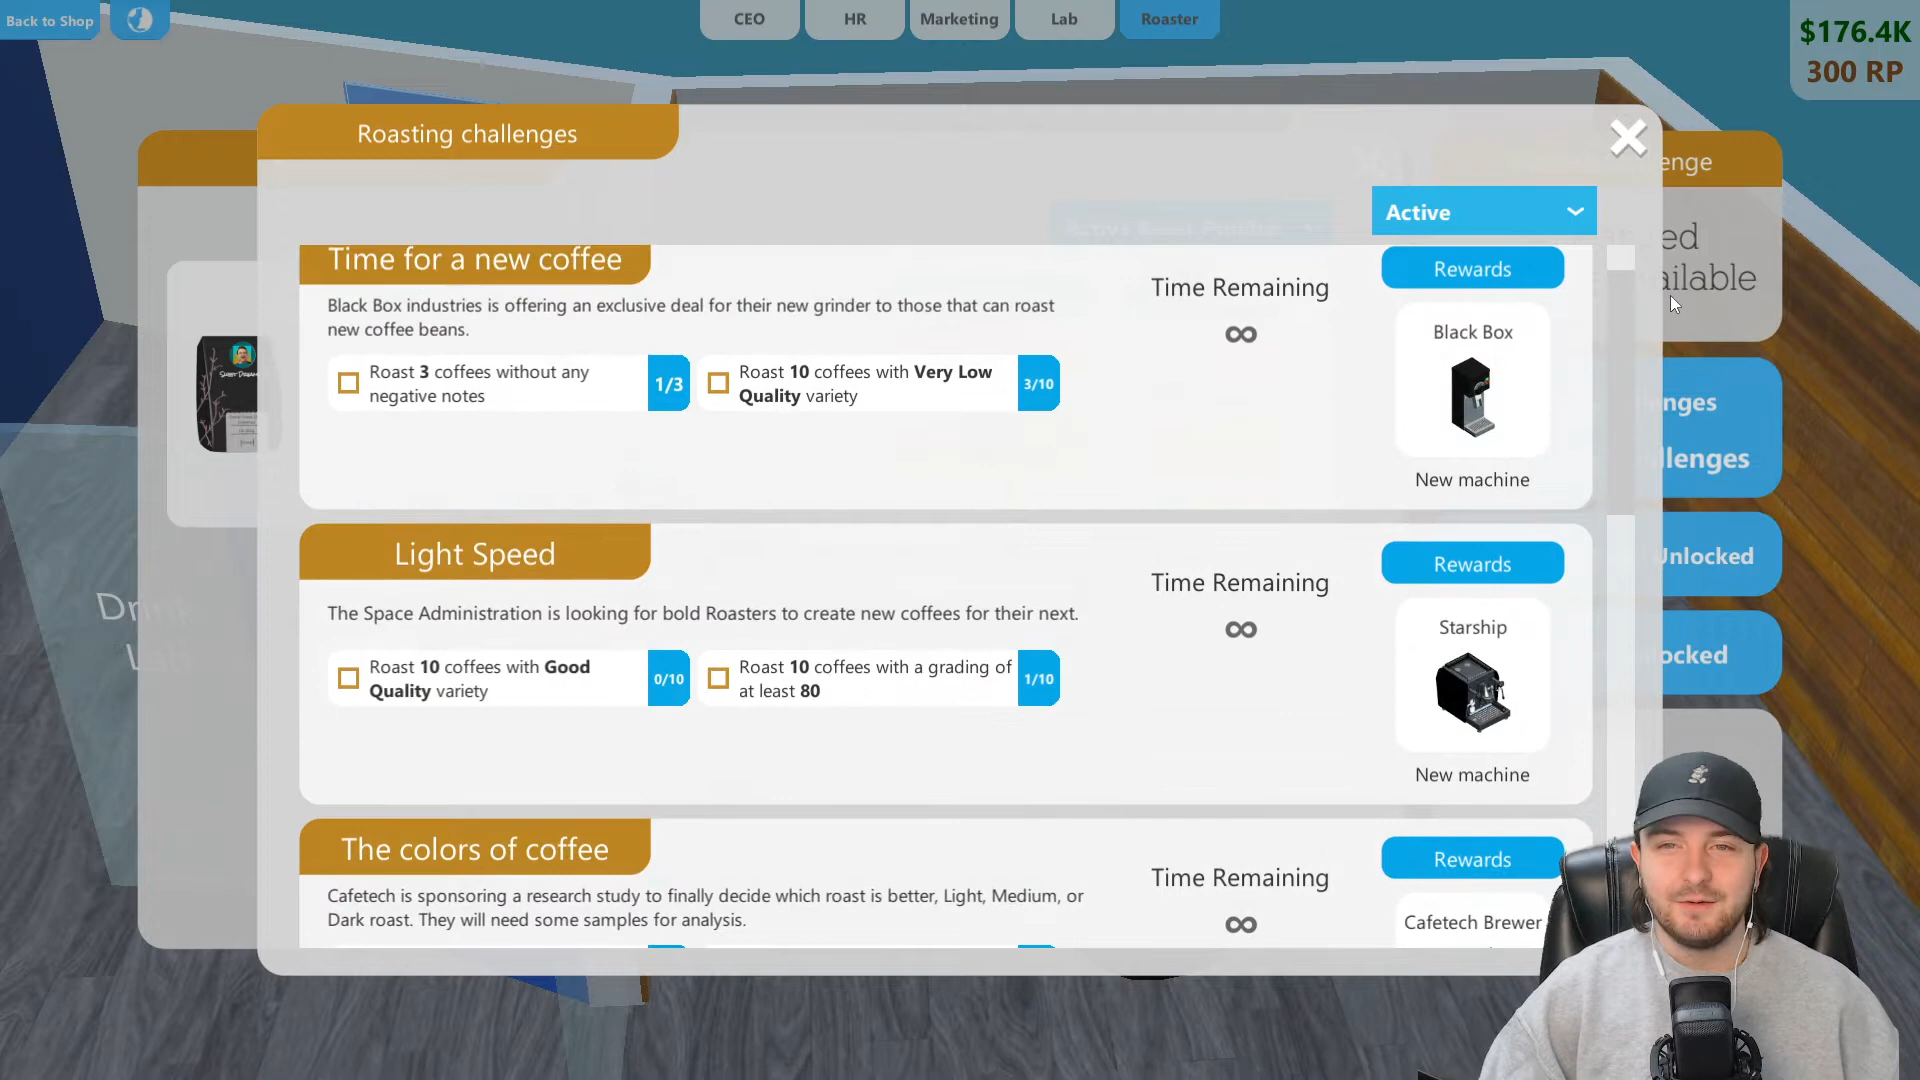 Back to Shop
CEO
HR
Marketing
Lab
Roaster
$176.4K
300 RP
Roasting challenges
enge
Active
ed
ailable
nges
llenges
Unlocked
ocked
Time for a new coffee
Black Box industries is offering an exclusive deal for their new grinder to those that can roast
new coffee beans.
Roast 3 coffees without any
negative notes
1/3
Roast 10 coffees with Very Low
Quality variety
3/10
Time Remaining
∞
Rewards
Black Box
New machine
Light Speed
The Space Administration is looking for bold Roasters to create new coffees for their next.
Roast 10 coffees with Good
Quality variety
0/10
Roast 10 coffees with a grading of
at least 80
1/10
Time Remaining
∞
Rewards
Starship
New machine
The colors of coffee
Cafetech is sponsoring a research study to finally decide which roast is better, Light, Medium, or
Dark roast. They will need some samples for analysis.
Time Remaining
∞
Rewards
Cafetech Brewer